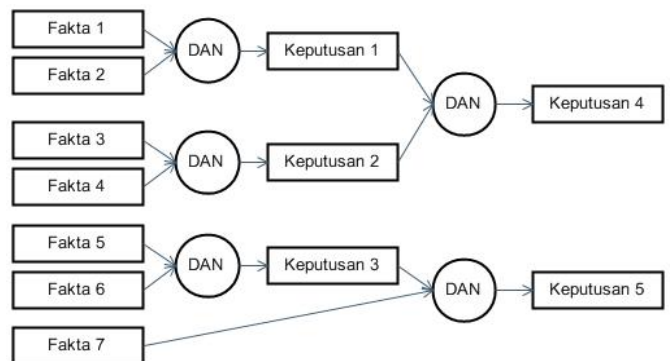 Fakta 1
Fakta 2
DAN
Keputusan 1
Fakta 3
Fakta 4
DAN
Keputusan 2
DAN
Keputusan 4
Fakta 5
Fakta 6
DAN
Keputusan 3
Fakta 7
DAN
Keputusan 5